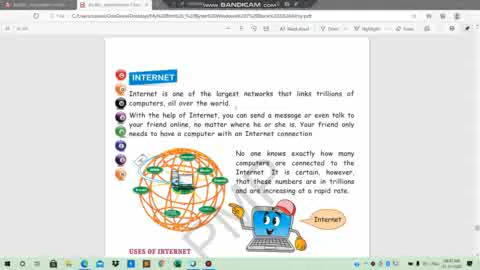 WWW.BANDICAM.COM
INTERNET
Internet is one of the largest networks that links trillions of
computers, all over the world.
With the help of Internet, you can send a message or even talk to
your friend online, no matter where he or she is. Your friend only
needs to have a computer with an Internet connection
No one knows exactly how many
computers are connected to the
Internet It is certain, however,
that these numbers are in trillions
and are increasing at a rapid rate.
Internet
USES OF INTERNET